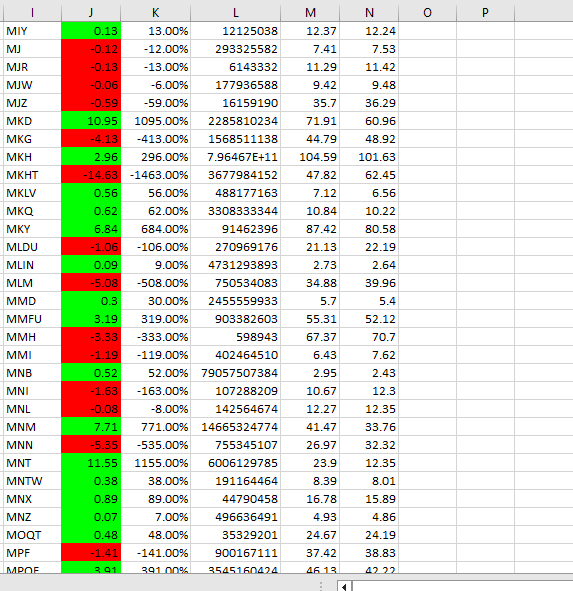 I J K L M N O P
MIY 0.13 13.00% 12125038 12.37 12.24
MJ -0.12 -12.00% 293325582 7.41 7.53
MJR -0.13 -13.00% 6143332 11.29 11.42
MJW -0.06 -6.00% 177936588 9.42 9.48
MJZ -0.59 -59.00% 16159190 35.7 36.29
MKD 10.95 1095.00% 2285810234 71.91 60.96
MKG -4.13 -413.00% 1568511138 44.79 48.92
MKH 2.96 296.00% 7.96467E+11 104.59 101.63
MKHT -14.63 -1463.00% 3677984152 47.82 62.45
MKLV 0.56 56.00% 488177163 7.12 6.56
MKQ 0.62 62.00% 3308333344 10.84 10.22
MKY 6.84 684.00% 91462396 87.42 80.58
MLDU -1.06 -106.00% 270969176 21.13 22.19
MLIN 0.09 9.00% 4731293893 2.73 2.64
MLM -5.08 -508.00% 750534083 34.88 39.96
MMD 0.3 30.00% 2455559933 5.7 5.4
MMFU 3.19 319.00% 903382603 55.31 52.12
MMH -3.33 -333.00% 598943 67.37 70.7
MMI -1.19 -119.00% 402464510 6.43 7.62
MNB 0.52 52.00% 79057507384 2.95 2.43
MNI -1.63 -163.00% 107288209 10.67 12.3
MNL -0.08 -8.00% 142564674 12.27 12.35
MNM 7.71 771.00% 14665324774 41.47 33.76
MNN -5.35 -535.00% 755345107 26.97 32.32
MNT 11.55 1155.00% 6006129785 23.9 12.35
MNTW 0.38 38.00% 191164464 8.39 8.01
MNX 0.89 89.00% 44790458 16.78 15.89
MNZ 0.07 7.00% 496636491 4.93 4.86
MOQT 0.48 48.00% 35329201 24.67 24.19
MPF -1.41 -141.00% 900167111 37.42 38.83
3.91 391.00% 3545160424 46.13 42.22